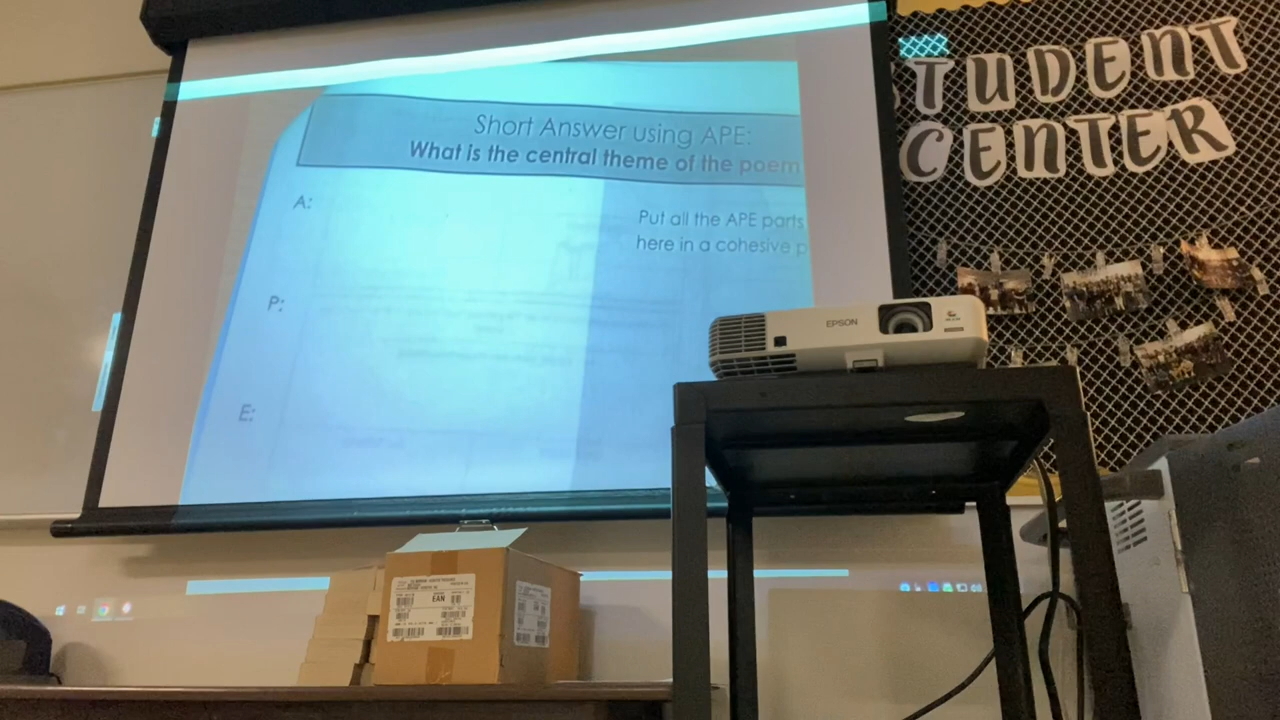 Short Answer using APE:
What is the central theme of the poem
A:
Put all the APE parts
here in a cohesive p
P:
E:
EPSON
TUDENT
CENTER
EAN